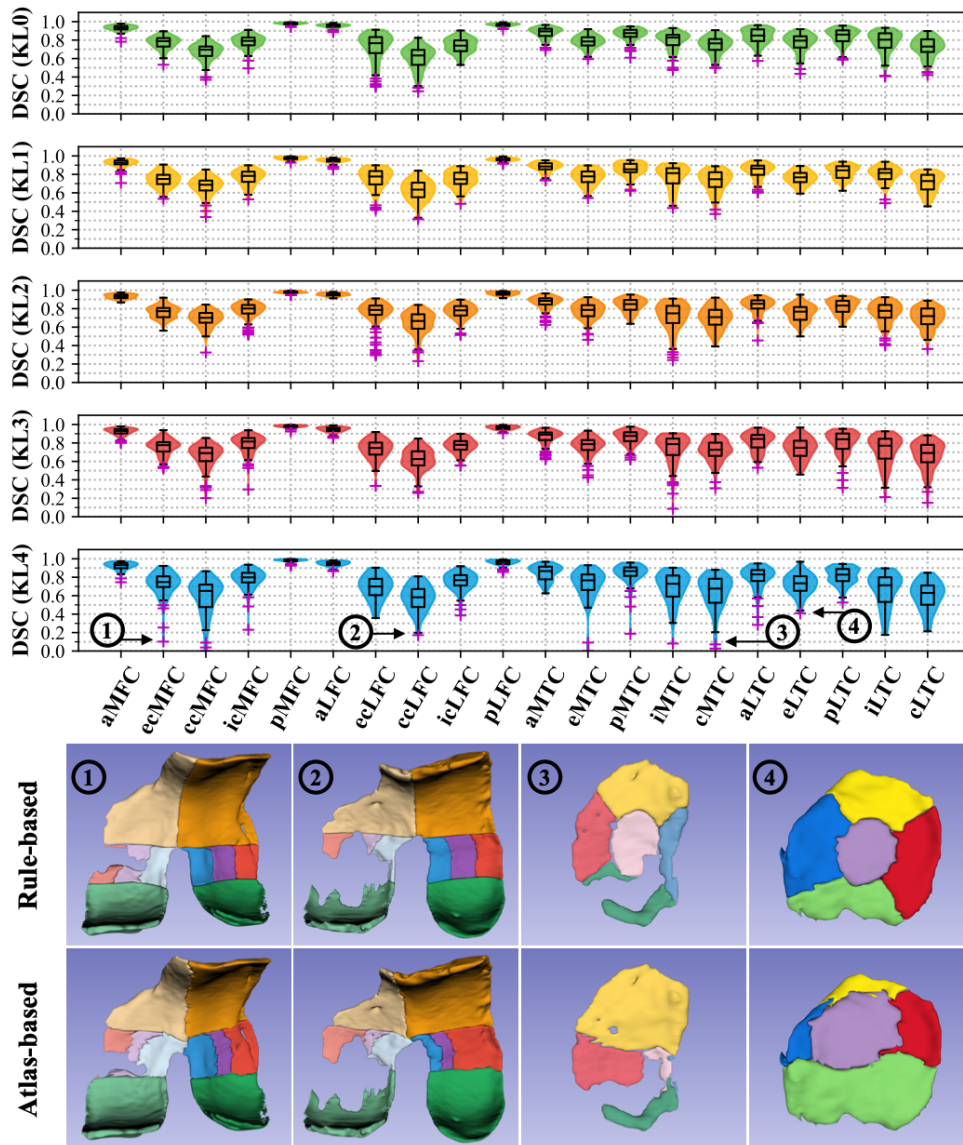 DSC (KL0)
1.0
0.8
0.6
0.4
0.2
0.0
DSC (KL1)
1.0
0.8
0.6
0.4
0.2
0.0
DSC (KL2)
1.0
0.8
0.6
0.4
0.2
0.0
DSC (KL3)
1.0
0.8
0.6
0.4
0.2
0.0
DSC (KL4)
1.0
0.8
0.6
0.4
0.2
0.0
1
2
3
4
aMFC
ecMFC
ccMFC
icMFC
pMFC
aLFC
ecLFC
ccLFC
icLFC
pLFC
aMTC
eMTC
pMTC
iMTC
cMTC
aLTC
eLTC
pLTC
iLTC
cLTC
Rule-based
1
2
3
4
Atlas-based